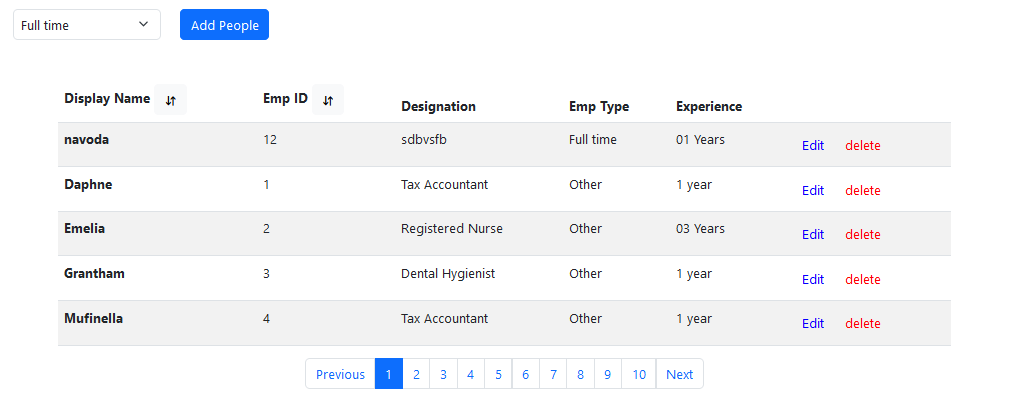 Full time Add People
Display Name Emp ID Designation Emp Type Experience
navoda 12 sdbvsfb Full time 01 Years Edit delete
Daphne 1 Tax Accountant Other 1 year Edit delete
Emelia 2 Registered Nurse Other 03 Years Edit delete
Grantham 3 Dental Hygienist Other 1 year Edit delete
Mufinella 4 Tax Accountant Other 1 year Edit delete
Previous 1 2 3 4 5 6 7 8 9 10 Next